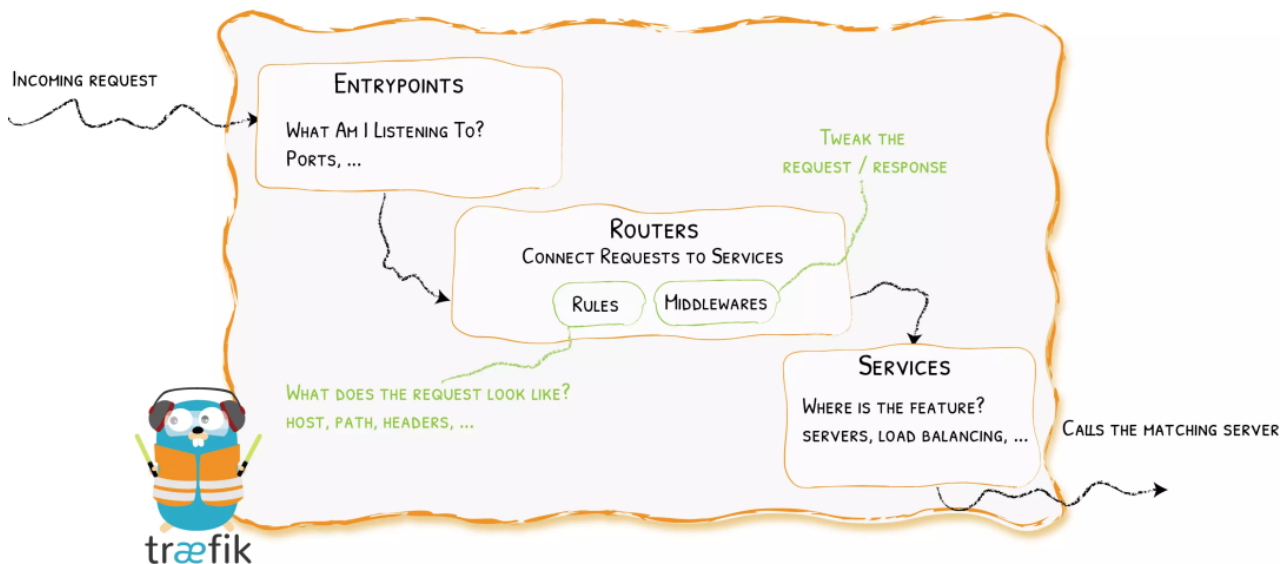 Incoming request
Entrypoints
What Am I Listening To?
Ports, ...
Tweak the
request / response
Routers
Connect Requests to Services
Rules
Middlewares
What does the request look like?
host, path, headers, ...
Services
Where is the feature?
servers, load balancing, ...
Calls the matching server
træfik